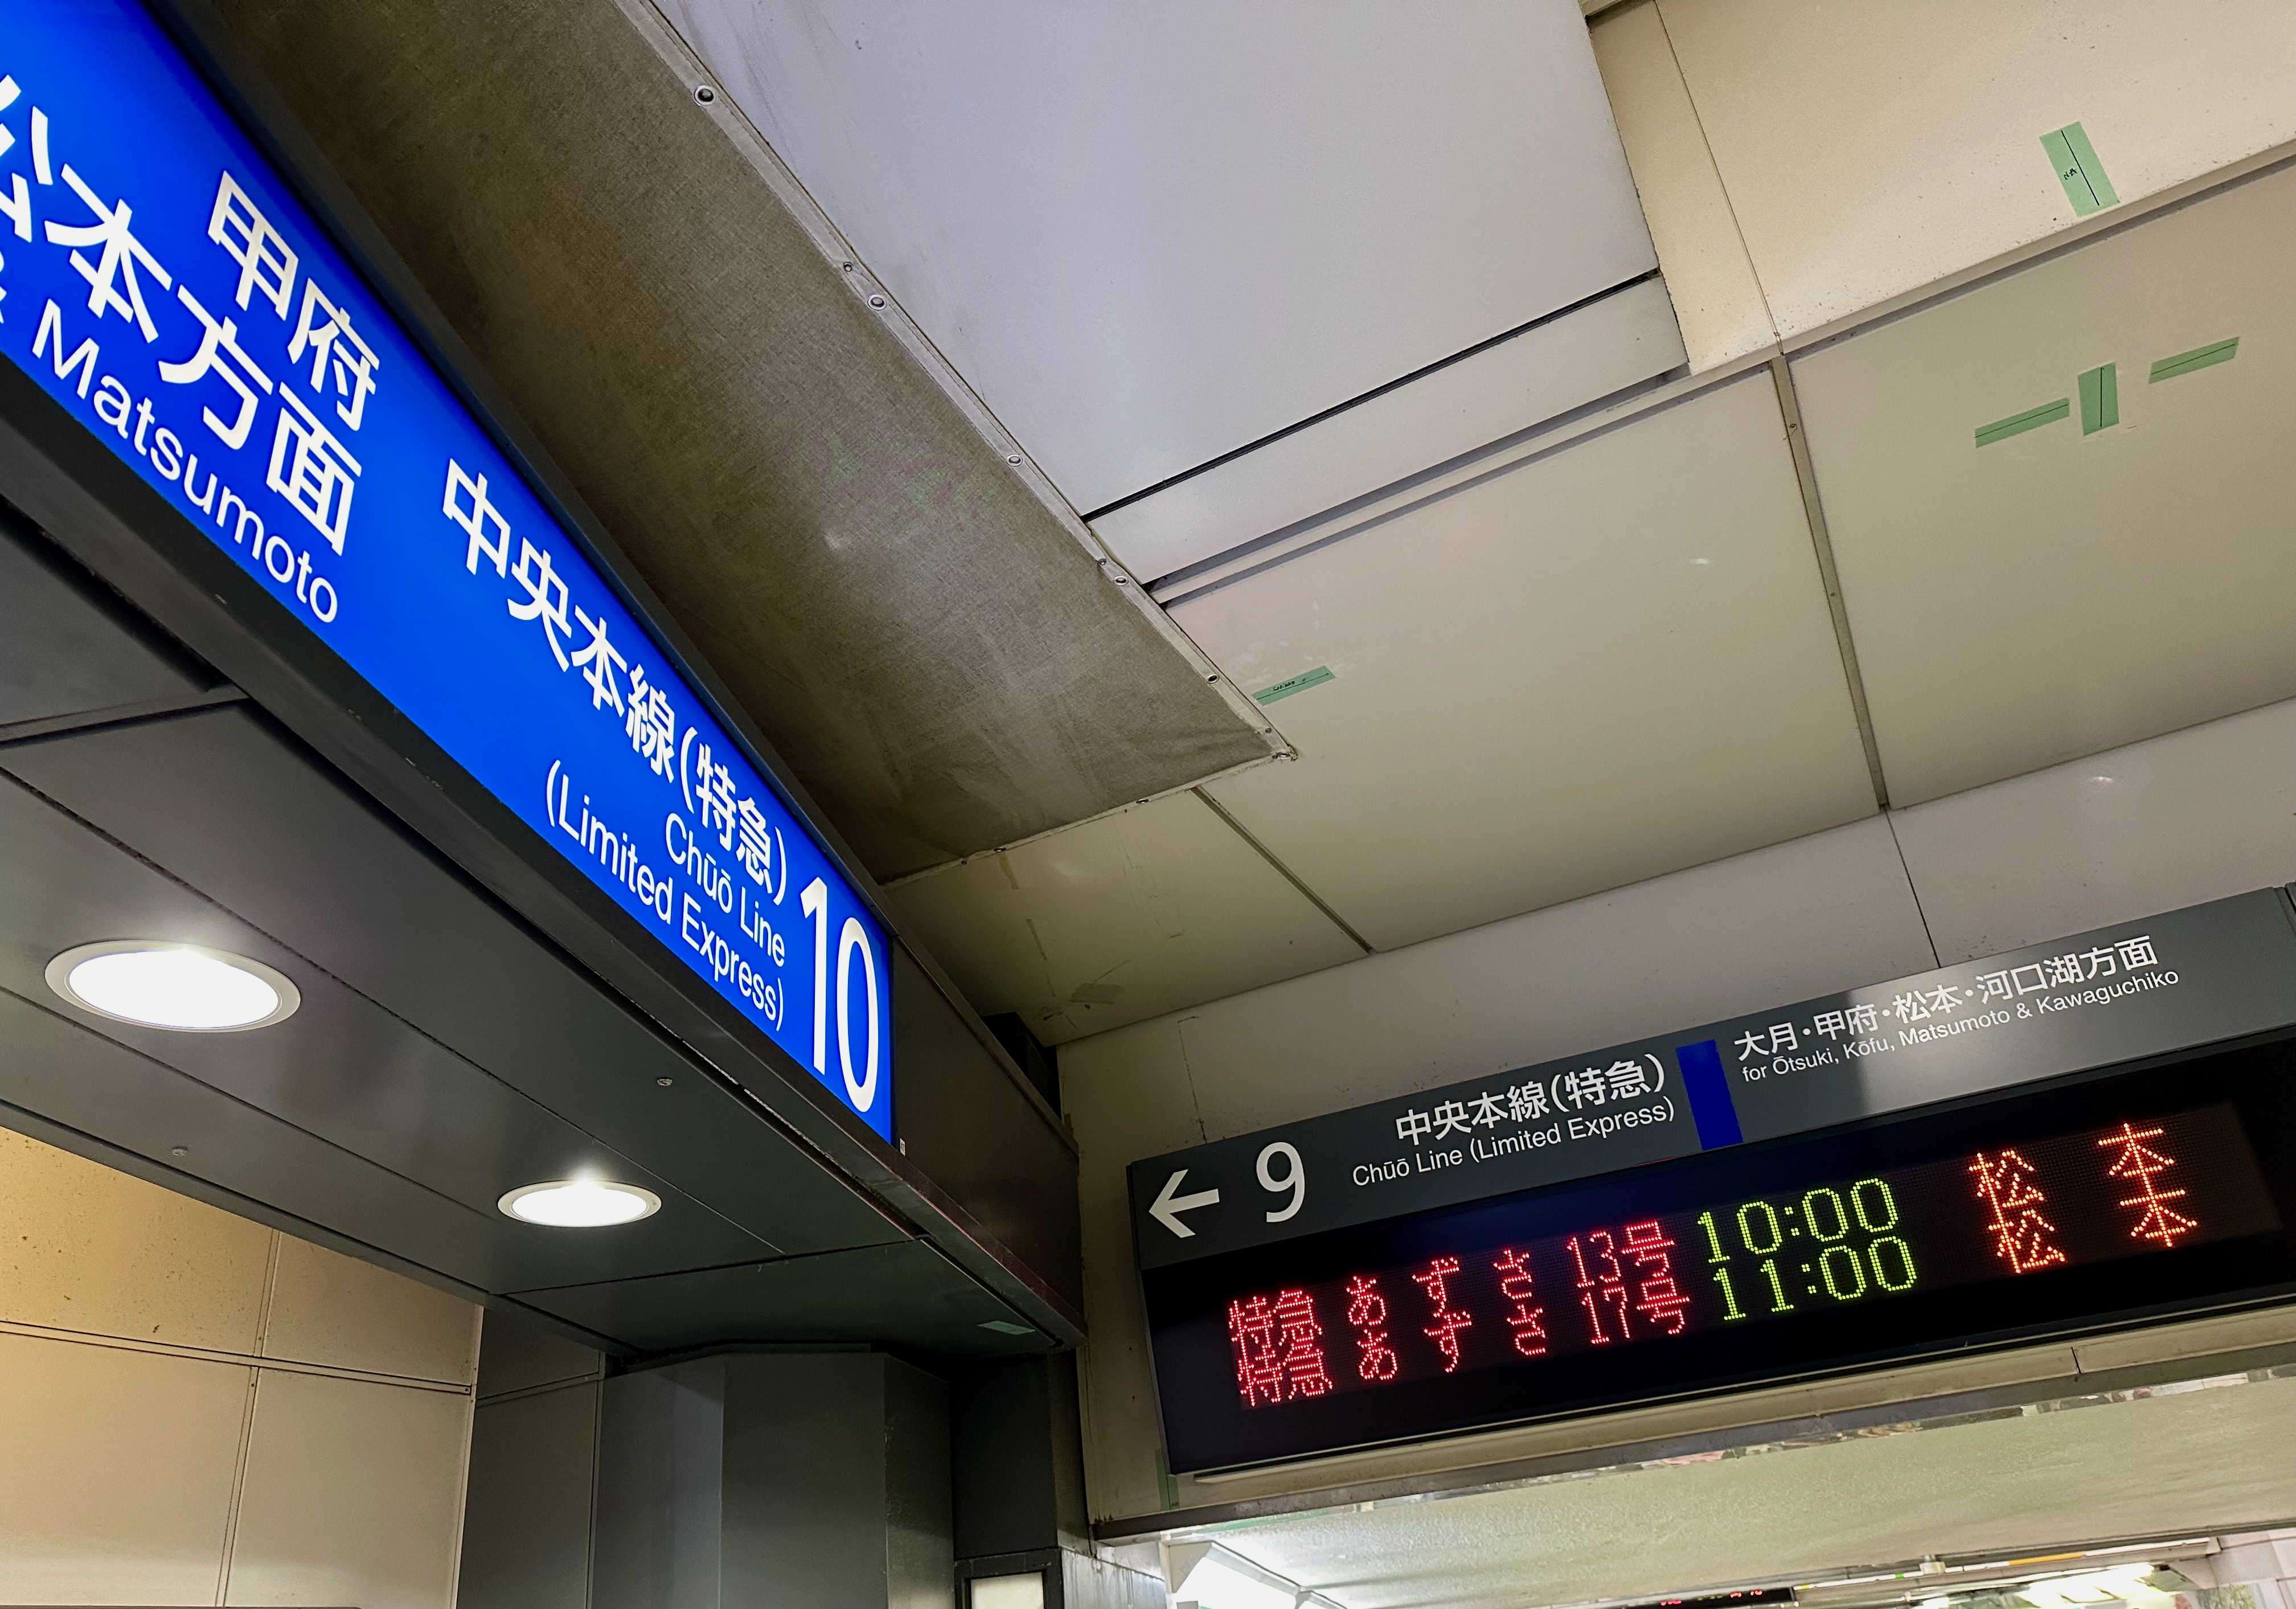 甲府
松本方面
& Matsumoto
中央本線(特急)
Chūō Line
(Limited Express)
10
← 9
中央本線(特急)
Chūō Line (Limited Express)
大月・甲府・松本・河口湖方面
for Ōtsuki, Kōfu, Matsumoto & Kawaguchiko
特急 あずさ 13号 10:00 松本
特急 あずさ 17号 11:00 松本